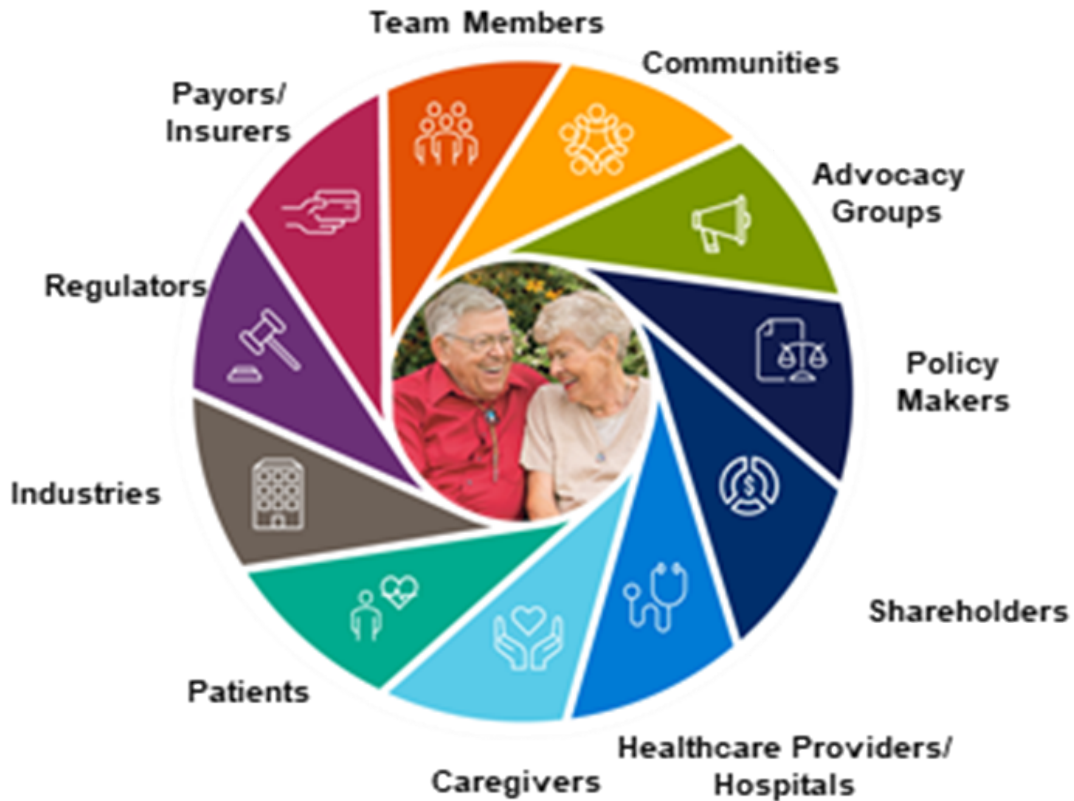 Team Members
Communities
Payors/
Insurers
Advocacy
Groups
Regulators
Policy
Makers
Industries
Shareholders
Patients
Healthcare Providers/
Hospitals
Caregivers
$